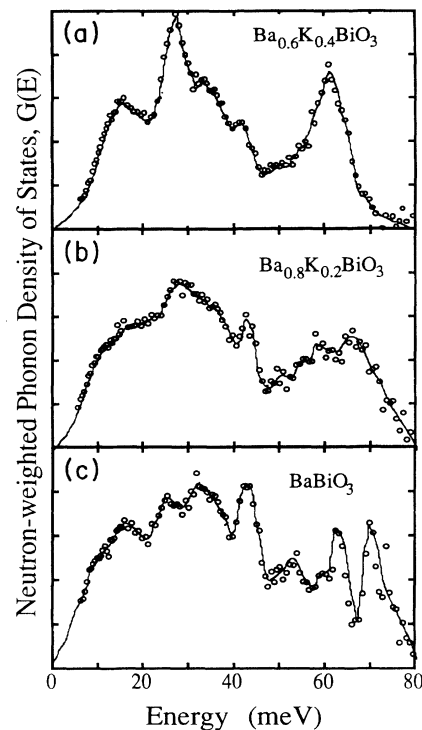 Neutron-weighted Phonon Density of States, G(E)
(a)
Ba0.6K0.4BiO3
(b)
Ba0.8K0.2BiO3
(c)
BaBiO3
0 20 40 60 80
Energy (meV)